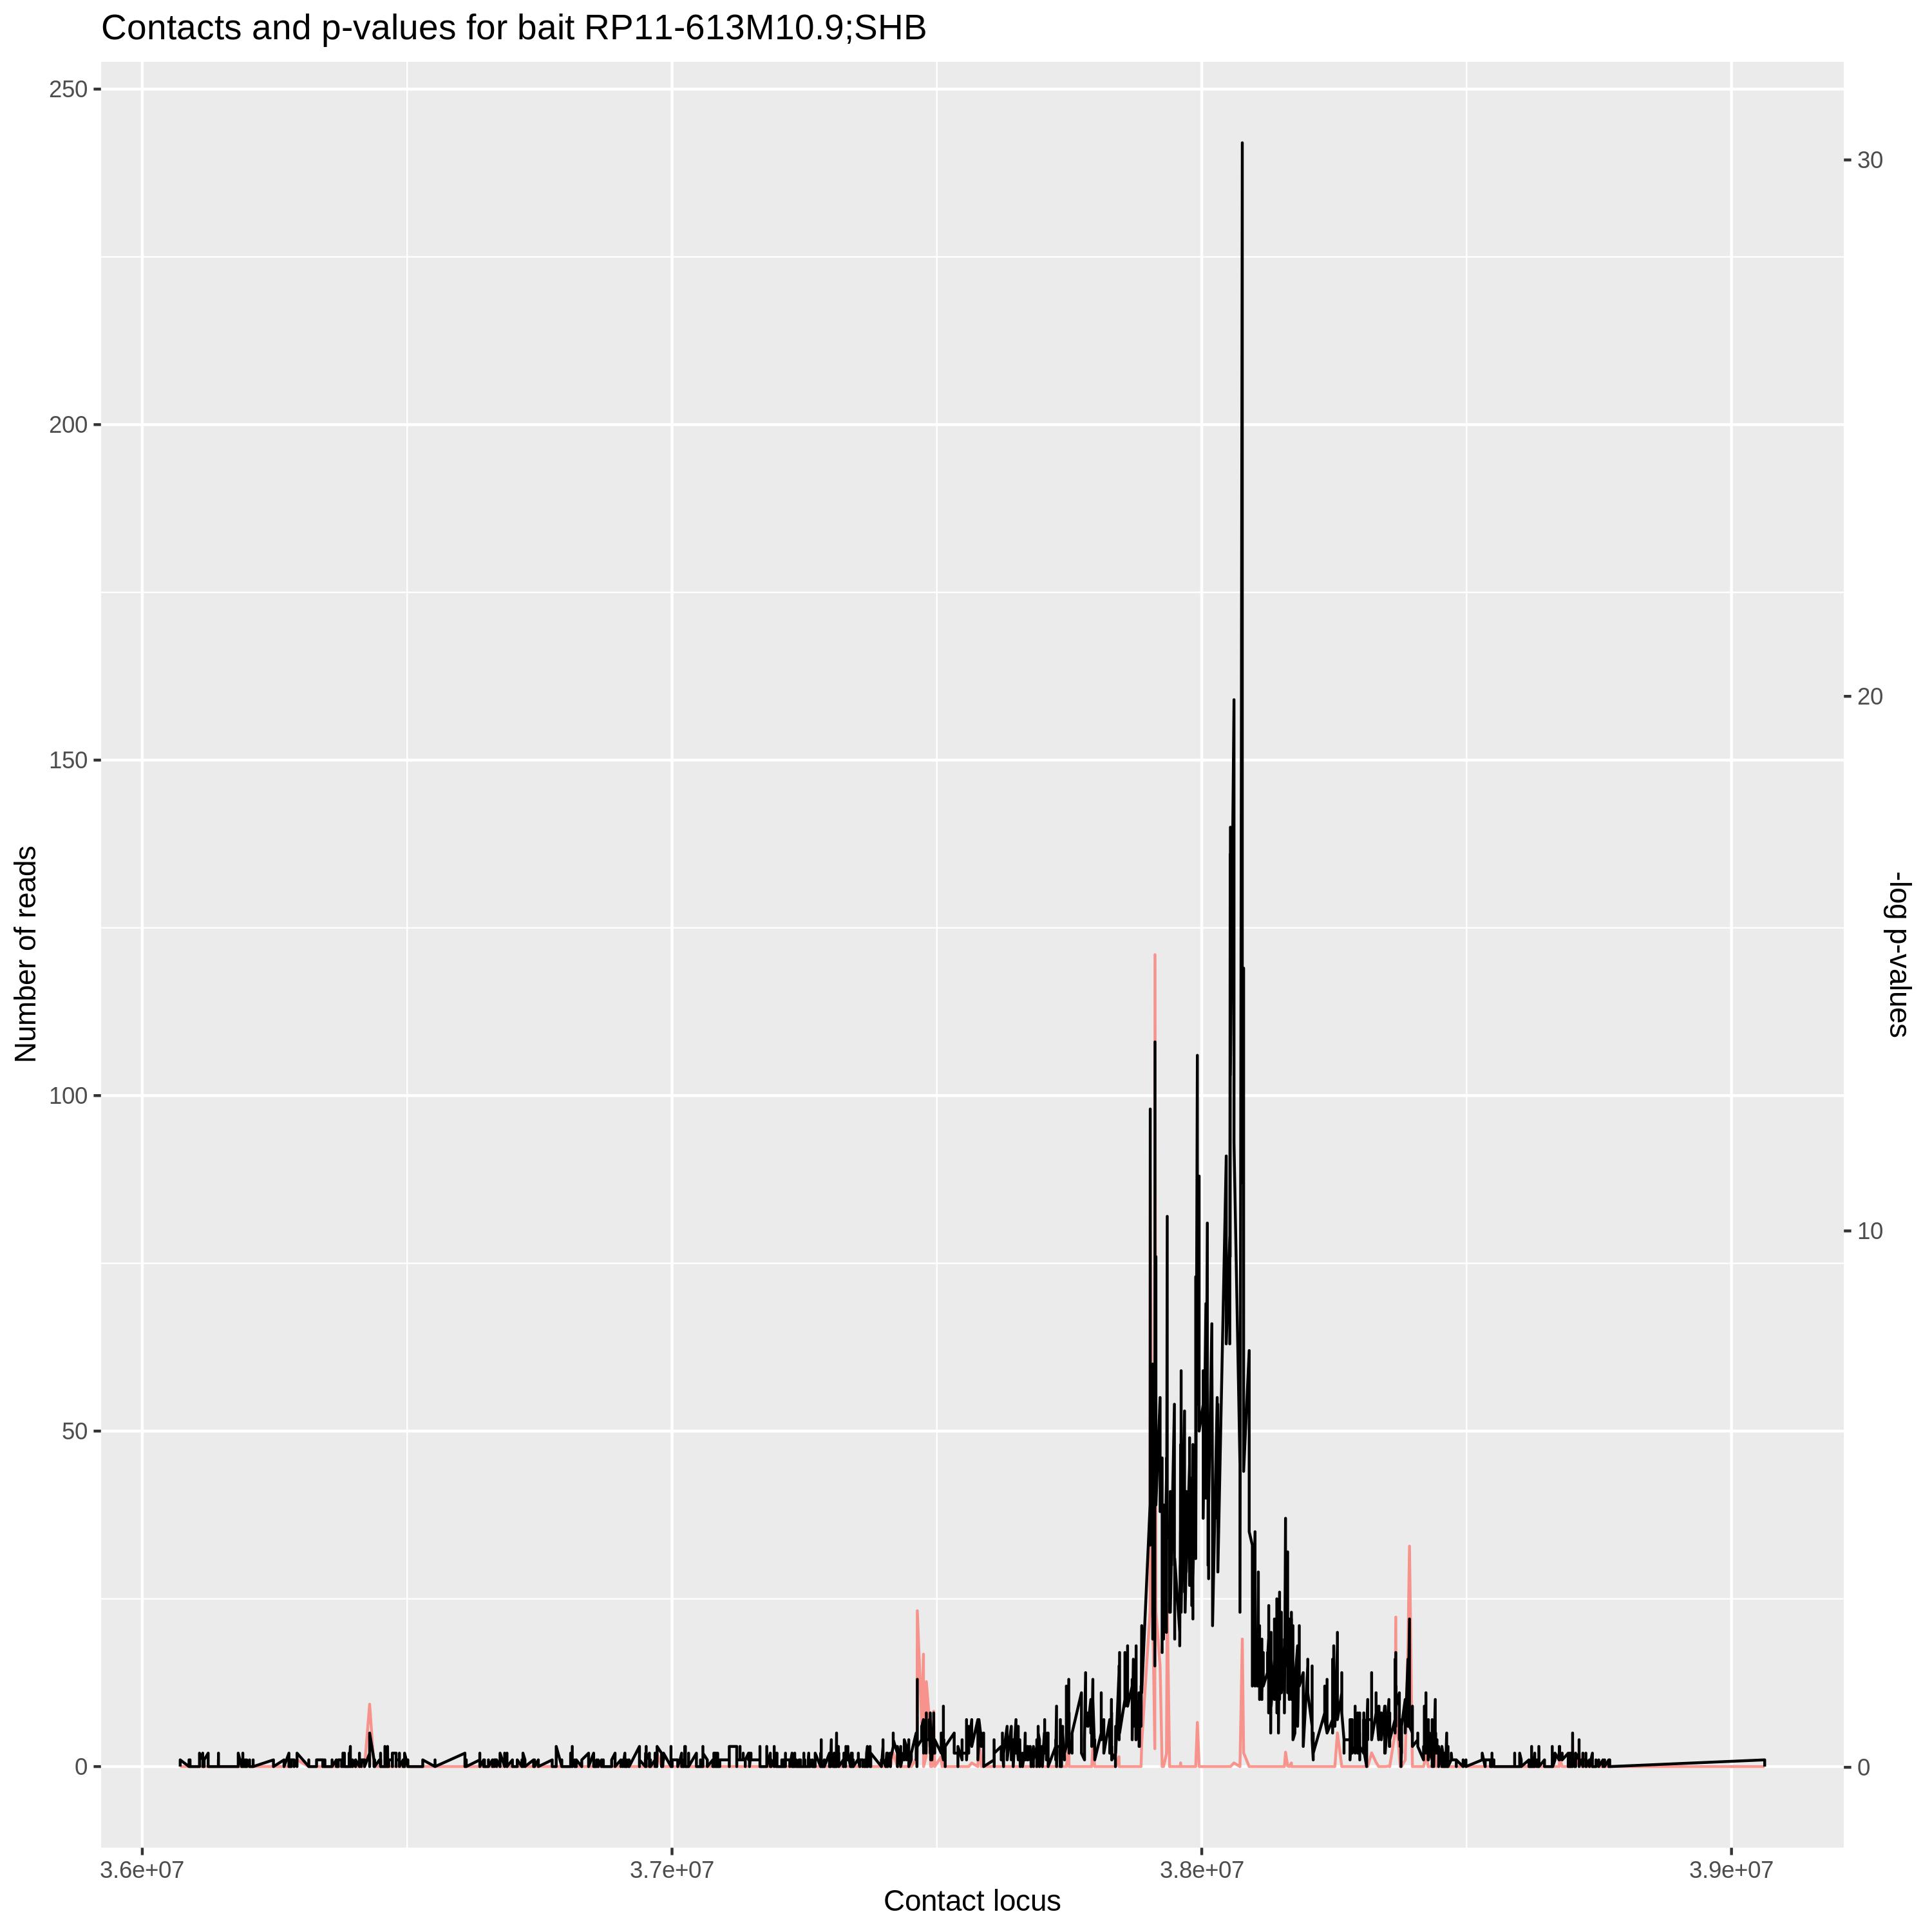 Contacts and p-values for bait RP11-613M10.9;SHB
250
200
150
100
50
0
Number of reads
30
20
10
0
-log p-values
3.6e+07 3.7e+07 3.8e+07 3.9e+07
Contact locus